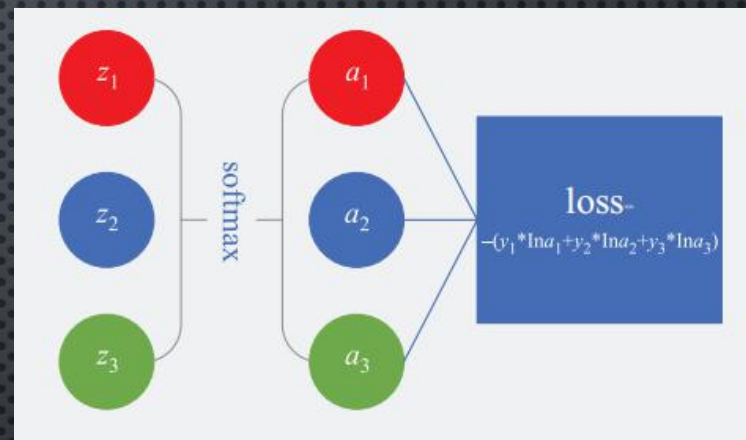 z₁
z₂
z₃
softmax
a₁
a₂
a₃
loss=
−(y₁*lna₁+y₂*lna₂+y₃*lna₃)